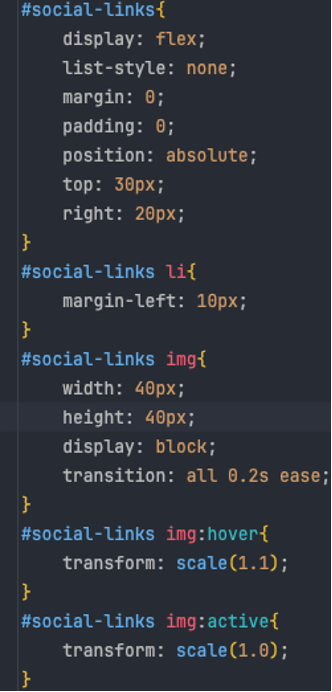 #social-links{
display: flex;
list-style: none;
margin: 0;
padding: 0;
position: absolute;
top: 30px;
right: 20px;
}
#social-links li{
margin-left: 10px;
}
#social-links img{
width: 40px;
height: 40px;
display: block;
transition: all 0.2s ease;
}
#social-links img:hover{
transform: scale(1.1);
}
#social-links img:active{
transform: scale(1.0);
}